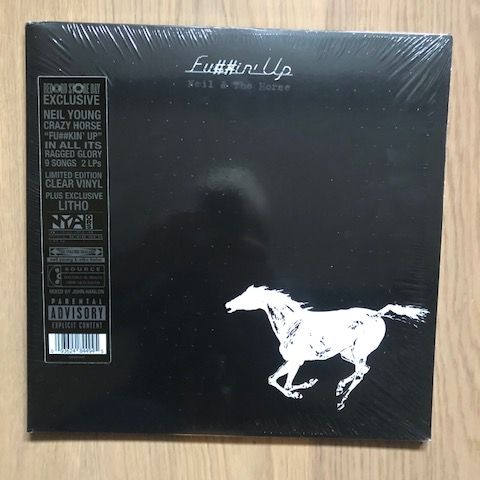 Fu##in' Up
Neil & The Horse
RECORD STORE DAY
EXCLUSIVE
NEIL YOUNG
CRAZY HORSE
"FU##KIN' UP"
IN ALL ITS
RAGGED GLORY
9 SONGS 2 LPs
LIMITED EDITION
CLEAR VINYL
PLUS EXCLUSIVE
LITHO
NYA
SOURCE
MIXED BY JOHN HANLON
PARENTAL
ADVISORY
EXPLICIT CONTENT